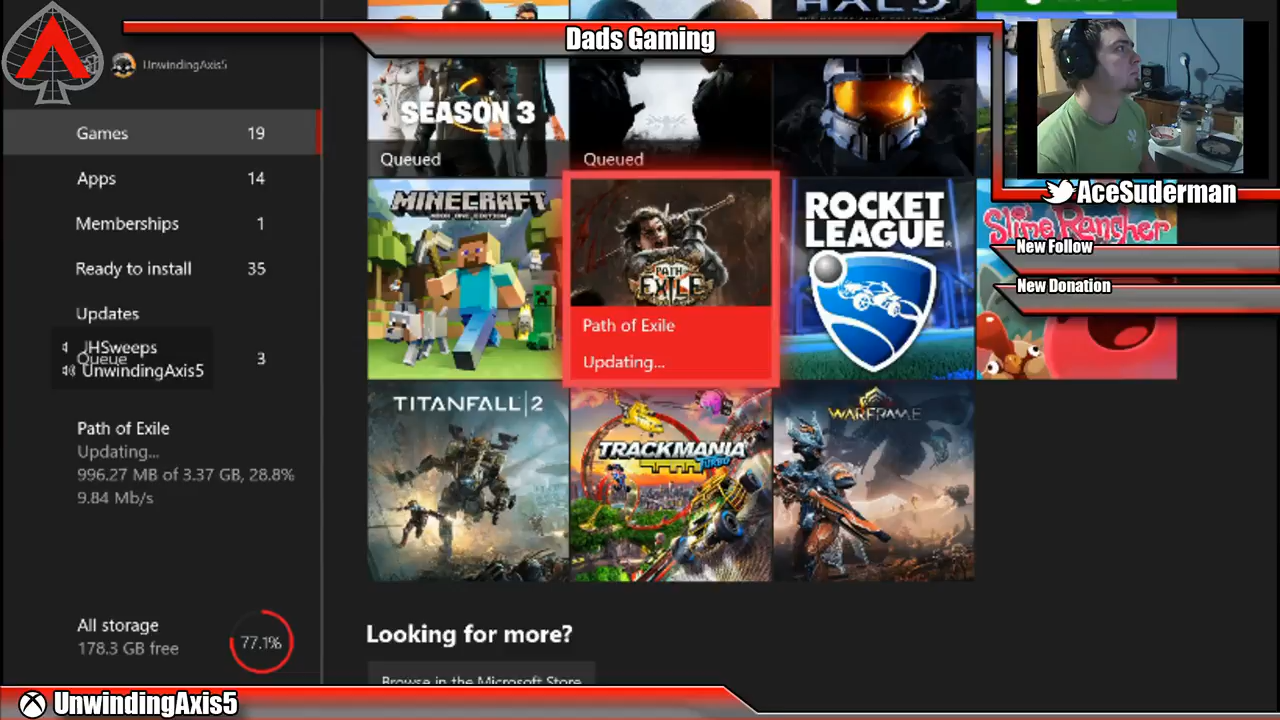 Dads Gaming
UnwindingAxis5
Games 19
Apps 14
Memberships 1
Ready to install 35
Updates
JHSweeps
Queue 3
UnwindingAxis5
Path of Exile
Updating...
996.27 MB of 3.37 GB, 28.8%
9.84 Mb/s
All storage
178.3 GB free
77.1%
HALO
SEASON 3
Queued
Queued
MINECRAFT
XBOX ONE EDITION
PATH
EXILE
Path of Exile
Updating...
ROCKET
LEAGUE
Slime Rancher
TITANFALL|2
TRACKMANIA
TURBO
WARFRAME
Looking for more?
Browse in the Microsoft Store
AceSuderman
New Follow
New Donation
UnwindingAxis5